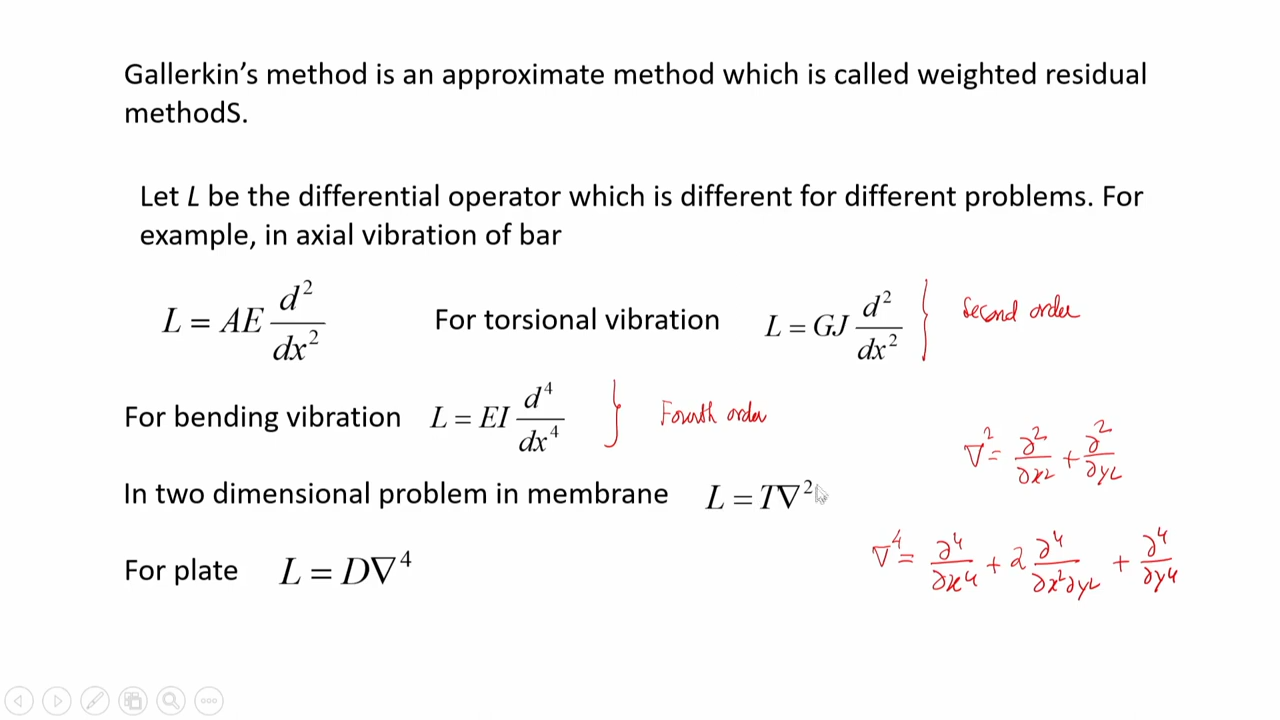 Gallerkin's method is an approximate method which is called weighted residual
methodS.
Let L be the differential operator which is different for different problems. For
example, in axial vibration of bar
L = AE d²/dx² For torsional vibration L = GJ d²/dx² } Second order
For bending vibration L = EI d⁴/dx⁴ } Fourth order
∇² = ∂²/∂x² + ∂²/∂y²
In two dimensional problem in membrane L = T∇²
∇⁴ = ∂⁴/∂x⁴ + 2 ∂⁴/∂x²∂y² + ∂⁴/∂y⁴
For plate L = D∇⁴